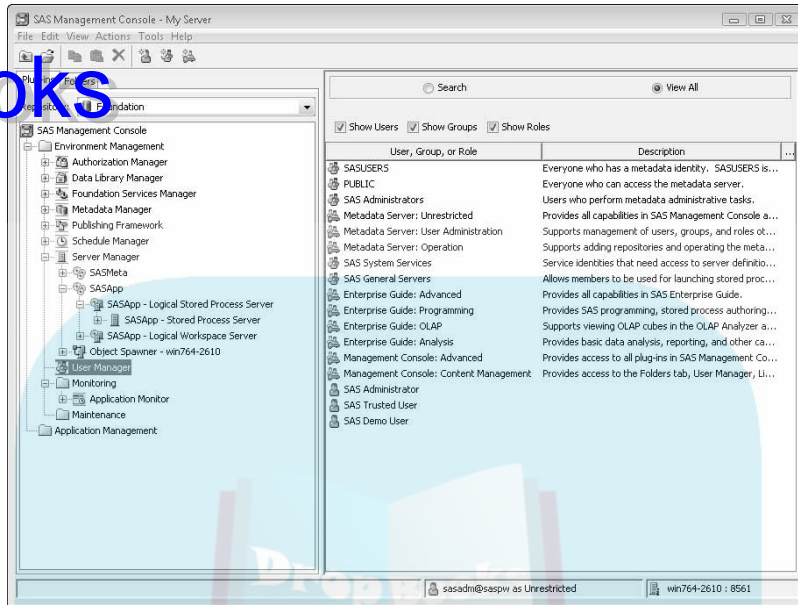 SAS Management Console - My Server
File Edit View Actions Tools Help
oks
Plug-ins Folders
Repository: Foundation
SAS Management Console
Environment Management
Authorization Manager
Data Library Manager
Foundation Services Manager
Metadata Manager
Publishing Framework
Schedule Manager
Server Manager
SASMeta
SASApp
SASApp - Logical Stored Process Server
SASApp - Stored Process Server
SASApp - Logical Workspace Server
Object Spawner - win764-2610
User Manager
Monitoring
Application Monitor
Maintenance
Application Management
Search View All
Show Users Show Groups Show Roles
User, Group, or Role Description ...
SASUSERS Everyone who has a metadata identity. SASUSERS is...
PUBLIC Everyone who can access the metadata server.
SAS Administrators Users who perform metadata administrative tasks.
Metadata Server: Unrestricted Provides all capabilities in SAS Management Console a...
Metadata Server: User Administration Supports management of users, groups, and roles ot...
Metadata Server: Operation Supports adding repositories and operating the meta...
SAS System Services Service identities that need access to server definitio...
SAS General Servers Allows members to be used for launching stored proc...
Enterprise Guide: Advanced Provides all capabilities in SAS Enterprise Guide.
Enterprise Guide: Programming Provides SAS programming, stored process authoring...
Enterprise Guide: OLAP Supports viewing OLAP cubes in the OLAP Analyzer a...
Enterprise Guide: Analysis Provides basic data analysis, reporting, and other ca...
Management Console: Advanced Provides access to all plug-ins in SAS Management Co...
Management Console: Content Management Provides access to the Folders tab, User Manager, Li...
SAS Administrator
SAS Trusted User
SAS Demo User
DropBooks
sasadm@saspw as Unrestricted win764-2610 : 8561